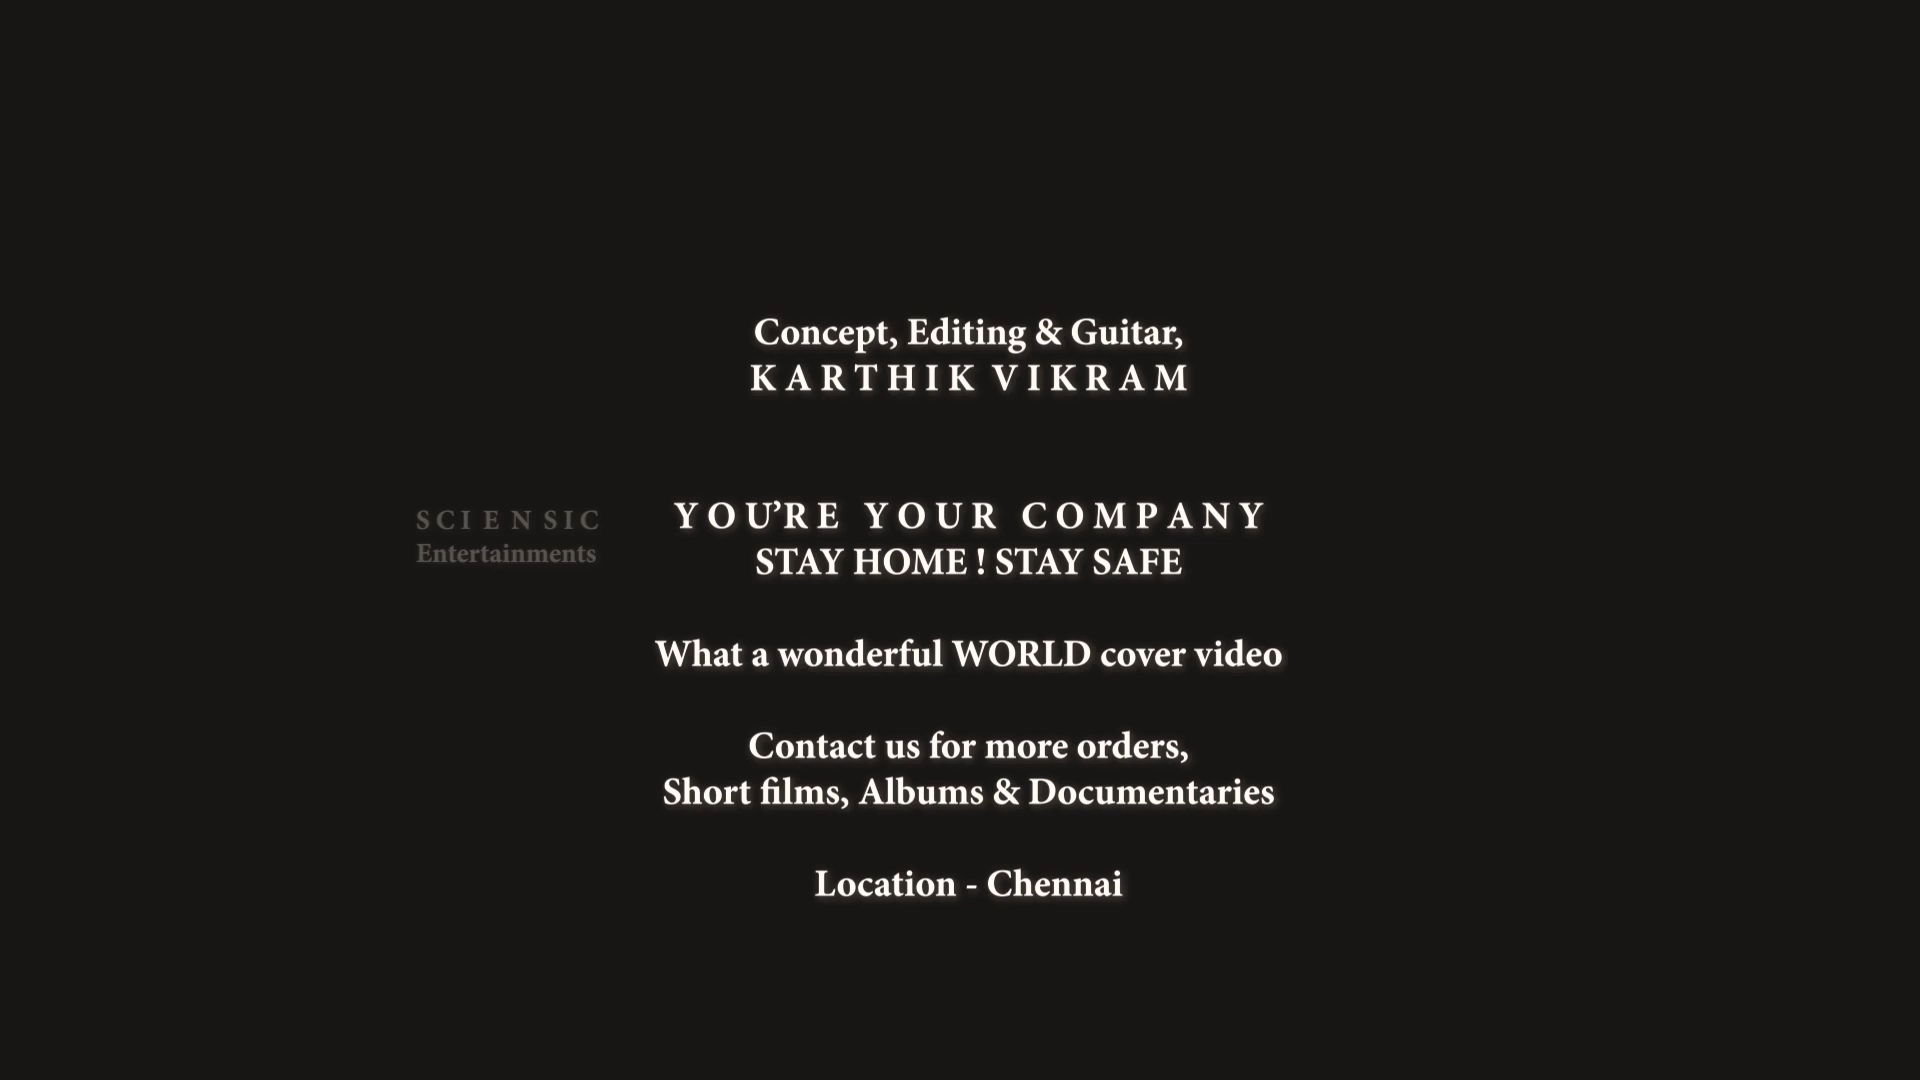 Concept, Editing & Guitar,
KARTHIK VIKRAM
SCIENSIC
Entertainments
YOU’RE YOUR COMPANY
STAY HOME ! STAY SAFE
What a wonderful WORLD cover video
Contact us for more orders,
Short films, Albums & Documentaries
Location - Chennai